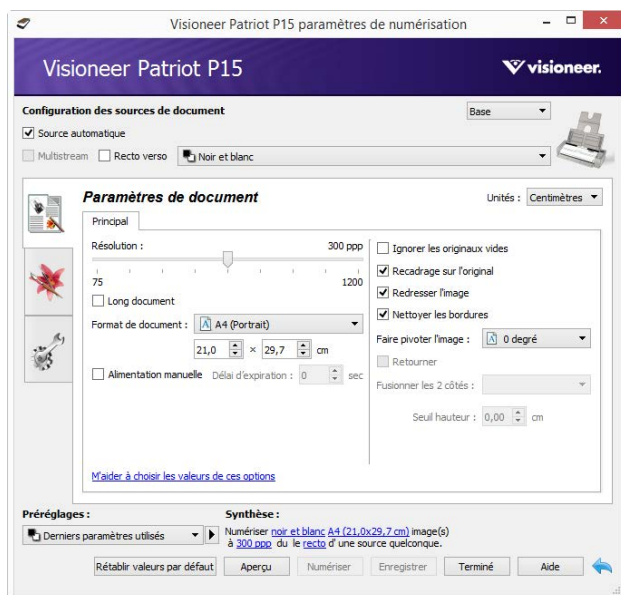 Visioneer Patriot P15 paramètres de numérisation
Visioneer Patriot P15
visioneer.
Configuration des sources de document
Base
Source automatique
Multistream
Recto verso
Noir et blanc
Paramètres de document
Unités :
Centimètres
Principal
Résolution :
300 ppp
75
1200
Long document
Format de document :
A4 (Portrait)
21,0 × 29,7 cm
Alimentation manuelle
Délai d'expiration : 0 sec
Ignorer les originaux vides
Recadrage sur l'original
Redresser l'image
Nettoyer les bordures
Faire pivoter l'image :
0 degré
Retourner
Fusionner les 2 côtés :
Seuil hauteur : 0,00 cm
M'aider à choisir les valeurs de ces options
Préréglages :
Derniers paramètres utilisés
Synthèse :
Numériser noir et blanc A4 (21,0x29,7 cm) image(s)
à 300 ppp du le recto d' une source quelconque.
Rétablir valeurs par défaut
Aperçu
Numériser
Enregistrer
Terminé
Aide